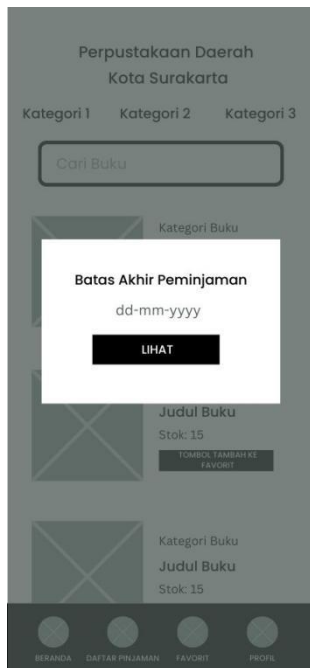 Perpustakaan Daerah
Kota Surakarta
Kategori 1 Kategori 2 Kategori 3
Cari Buku
Kategori Buku
Batas Akhir Peminjaman
dd-mm-yyyy
LIHAT
Judul Buku
Stok: 15
TOMBOL TAMBAH KE
FAVORIT
Kategori Buku
Judul Buku
Stok: 15
BERANDA DAFTAR PINJAMAN FAVORIT PROFIL